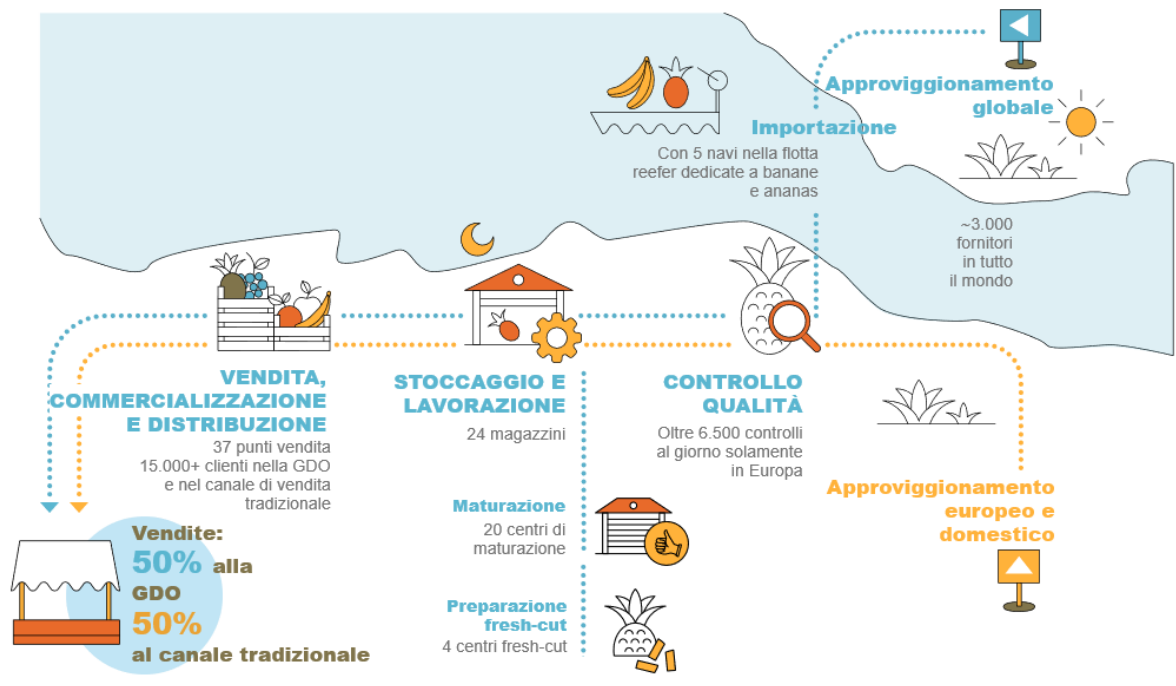 Approviggionamento
globale
Importazione
Con 5 navi nella flotta
reefer dedicate a banane
e ananas
~3.000
fornitori
in tutto
il mondo
VENDITA,
COMMERCIALIZZAZIONE
E DISTRIBUZIONE
37 punti vendita
15.000+ clienti nella GDO
e nel canale di vendita
tradizionale
STOCCAGGIO E
LAVORAZIONE
24 magazzini
CONTROLLO
QUALITÀ
Oltre 6.500 controlli
al giorno solamente
in Europa
Approviggionamento
europeo e
domestico
Maturazione
20 centri di
maturazione
Preparazione
fresh-cut
4 centri fresh-cut
Vendite:
50% alla
GDO
50%
al canale tradizionale